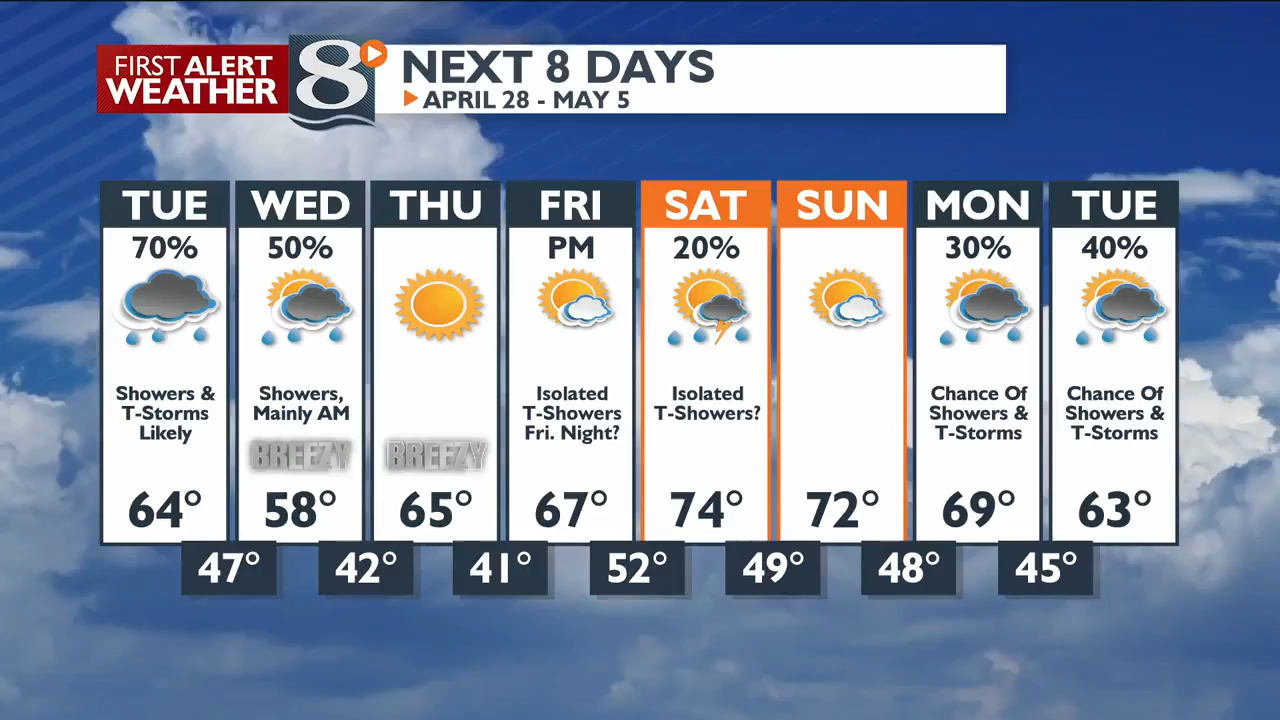 FIRST ALERT
WEATHER
8
NEXT 8 DAYS
APRIL 28 - MAY 5
TUE
70%
Showers &
T-Storms
Likely
64°
WED
50%
Showers,
Mainly AM
BREEZY
58°
THU
BREEZY
65°
FRI
PM
Isolated
T-Showers
Fri. Night?
67°
SAT
20%
Isolated
T-Showers?
74°
SUN
72°
MON
30%
Chance Of
Showers &
T-Storms
69°
TUE
40%
Chance Of
Showers &
T-Storms
63°
47°
42°
41°
52°
49°
48°
45°